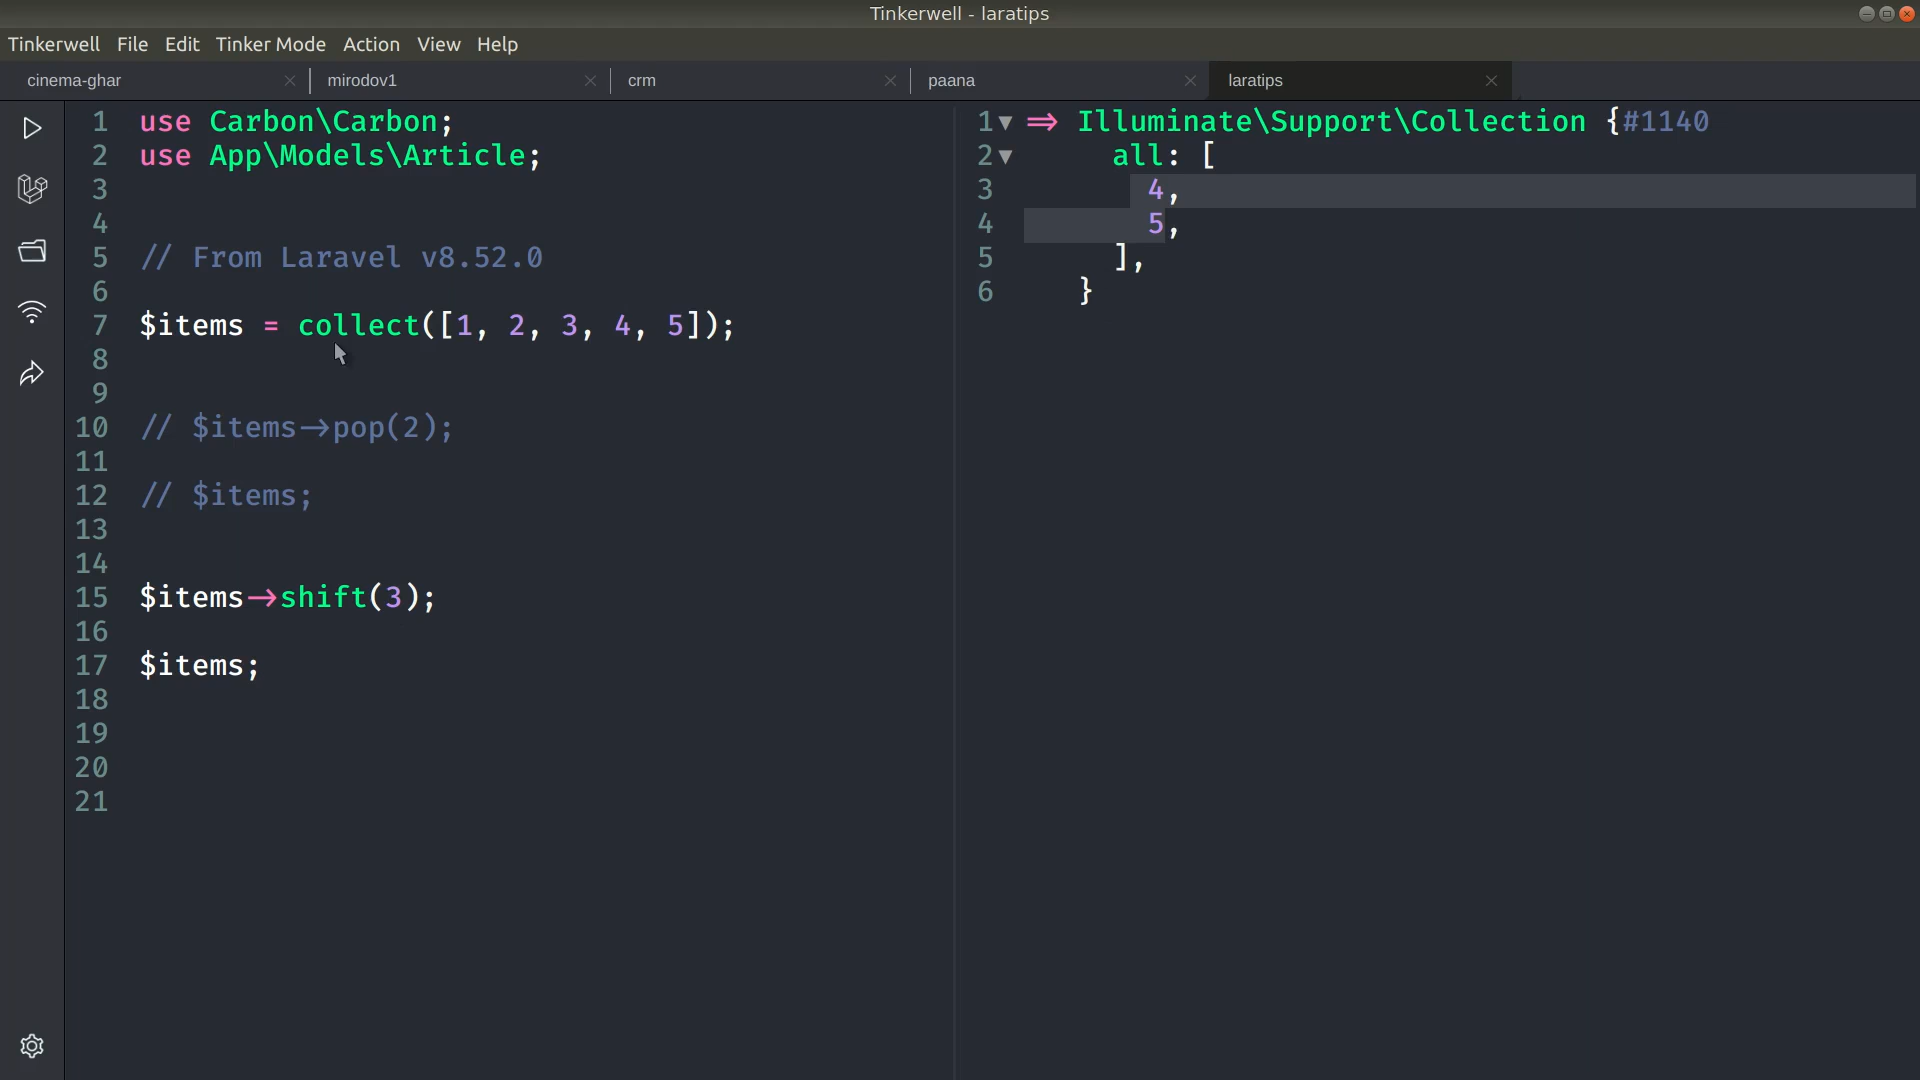 Tinkerwell - laratips
Tinkerwell File Edit Tinker Mode Action View Help
cinema-ghar mirodov1 crm paana laratips
1 use Carbon\Carbon;
2 use App\Models\Article;
3
4
5 // From Laravel v8.52.0
6
7 $items = collect([1, 2, 3, 4, 5]);
8
9
10 // $items->pop(2);
11
12 // $items;
13
14
15 $items->shift(3);
16
17 $items;
18
19
20
21
1 => Illuminate\Support\Collection {#1140
2 all: [
3 4,
4 5,
5 ],
6 }